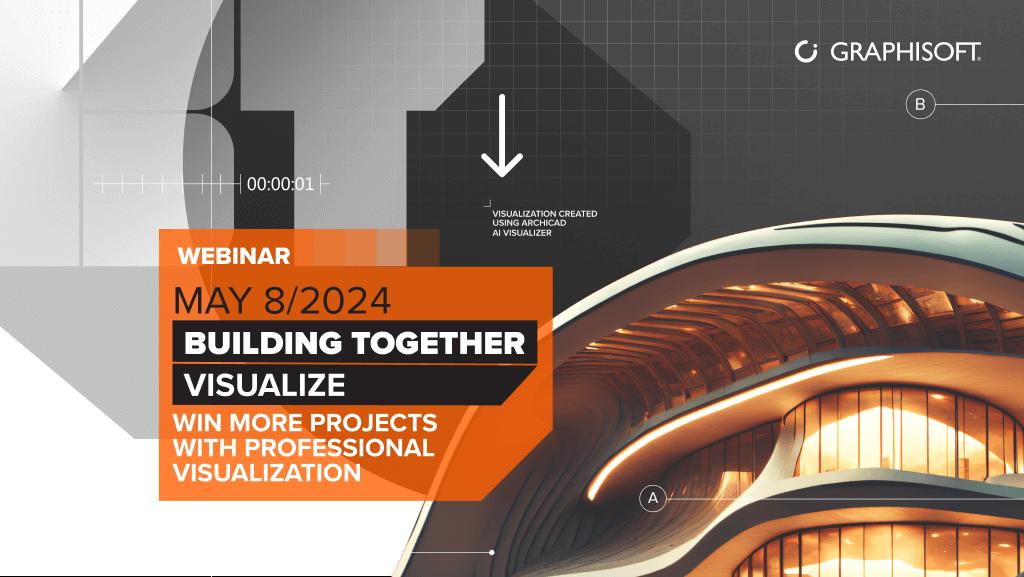 GRAPHISOFT®
B
00:00:01
VISUALIZATION CREATED
USING ARCHICAD
AI VISUALIZER
WEBINAR
MAY 8/2024
BUILDING TOGETHER
VISUALIZE
WIN MORE PROJECTS
WITH PROFESSIONAL
VISUALIZATION
A